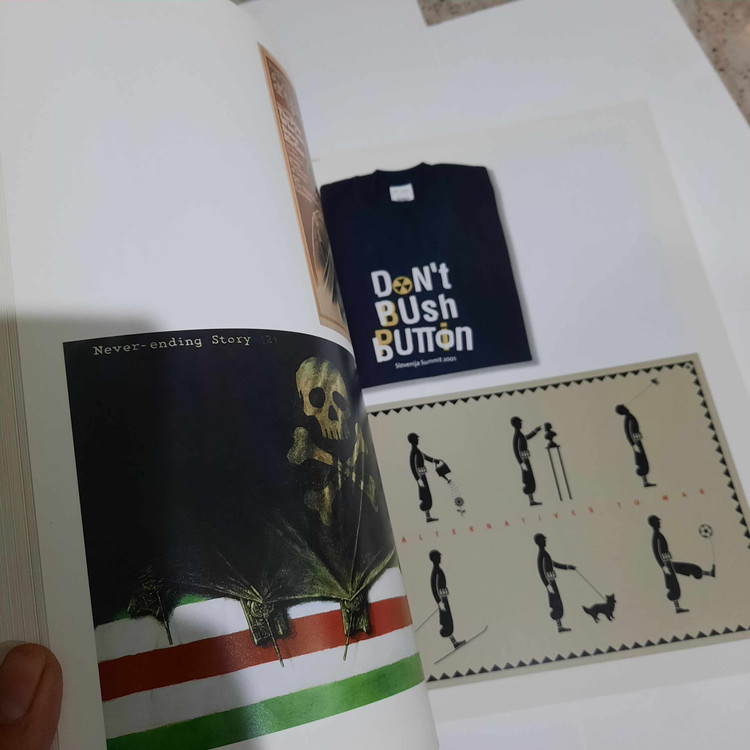 Never-ending Story (2)
DoN't
BUsh
BUTTON
Slovenija Summit 2001
ALTERNATIVES TO WAR